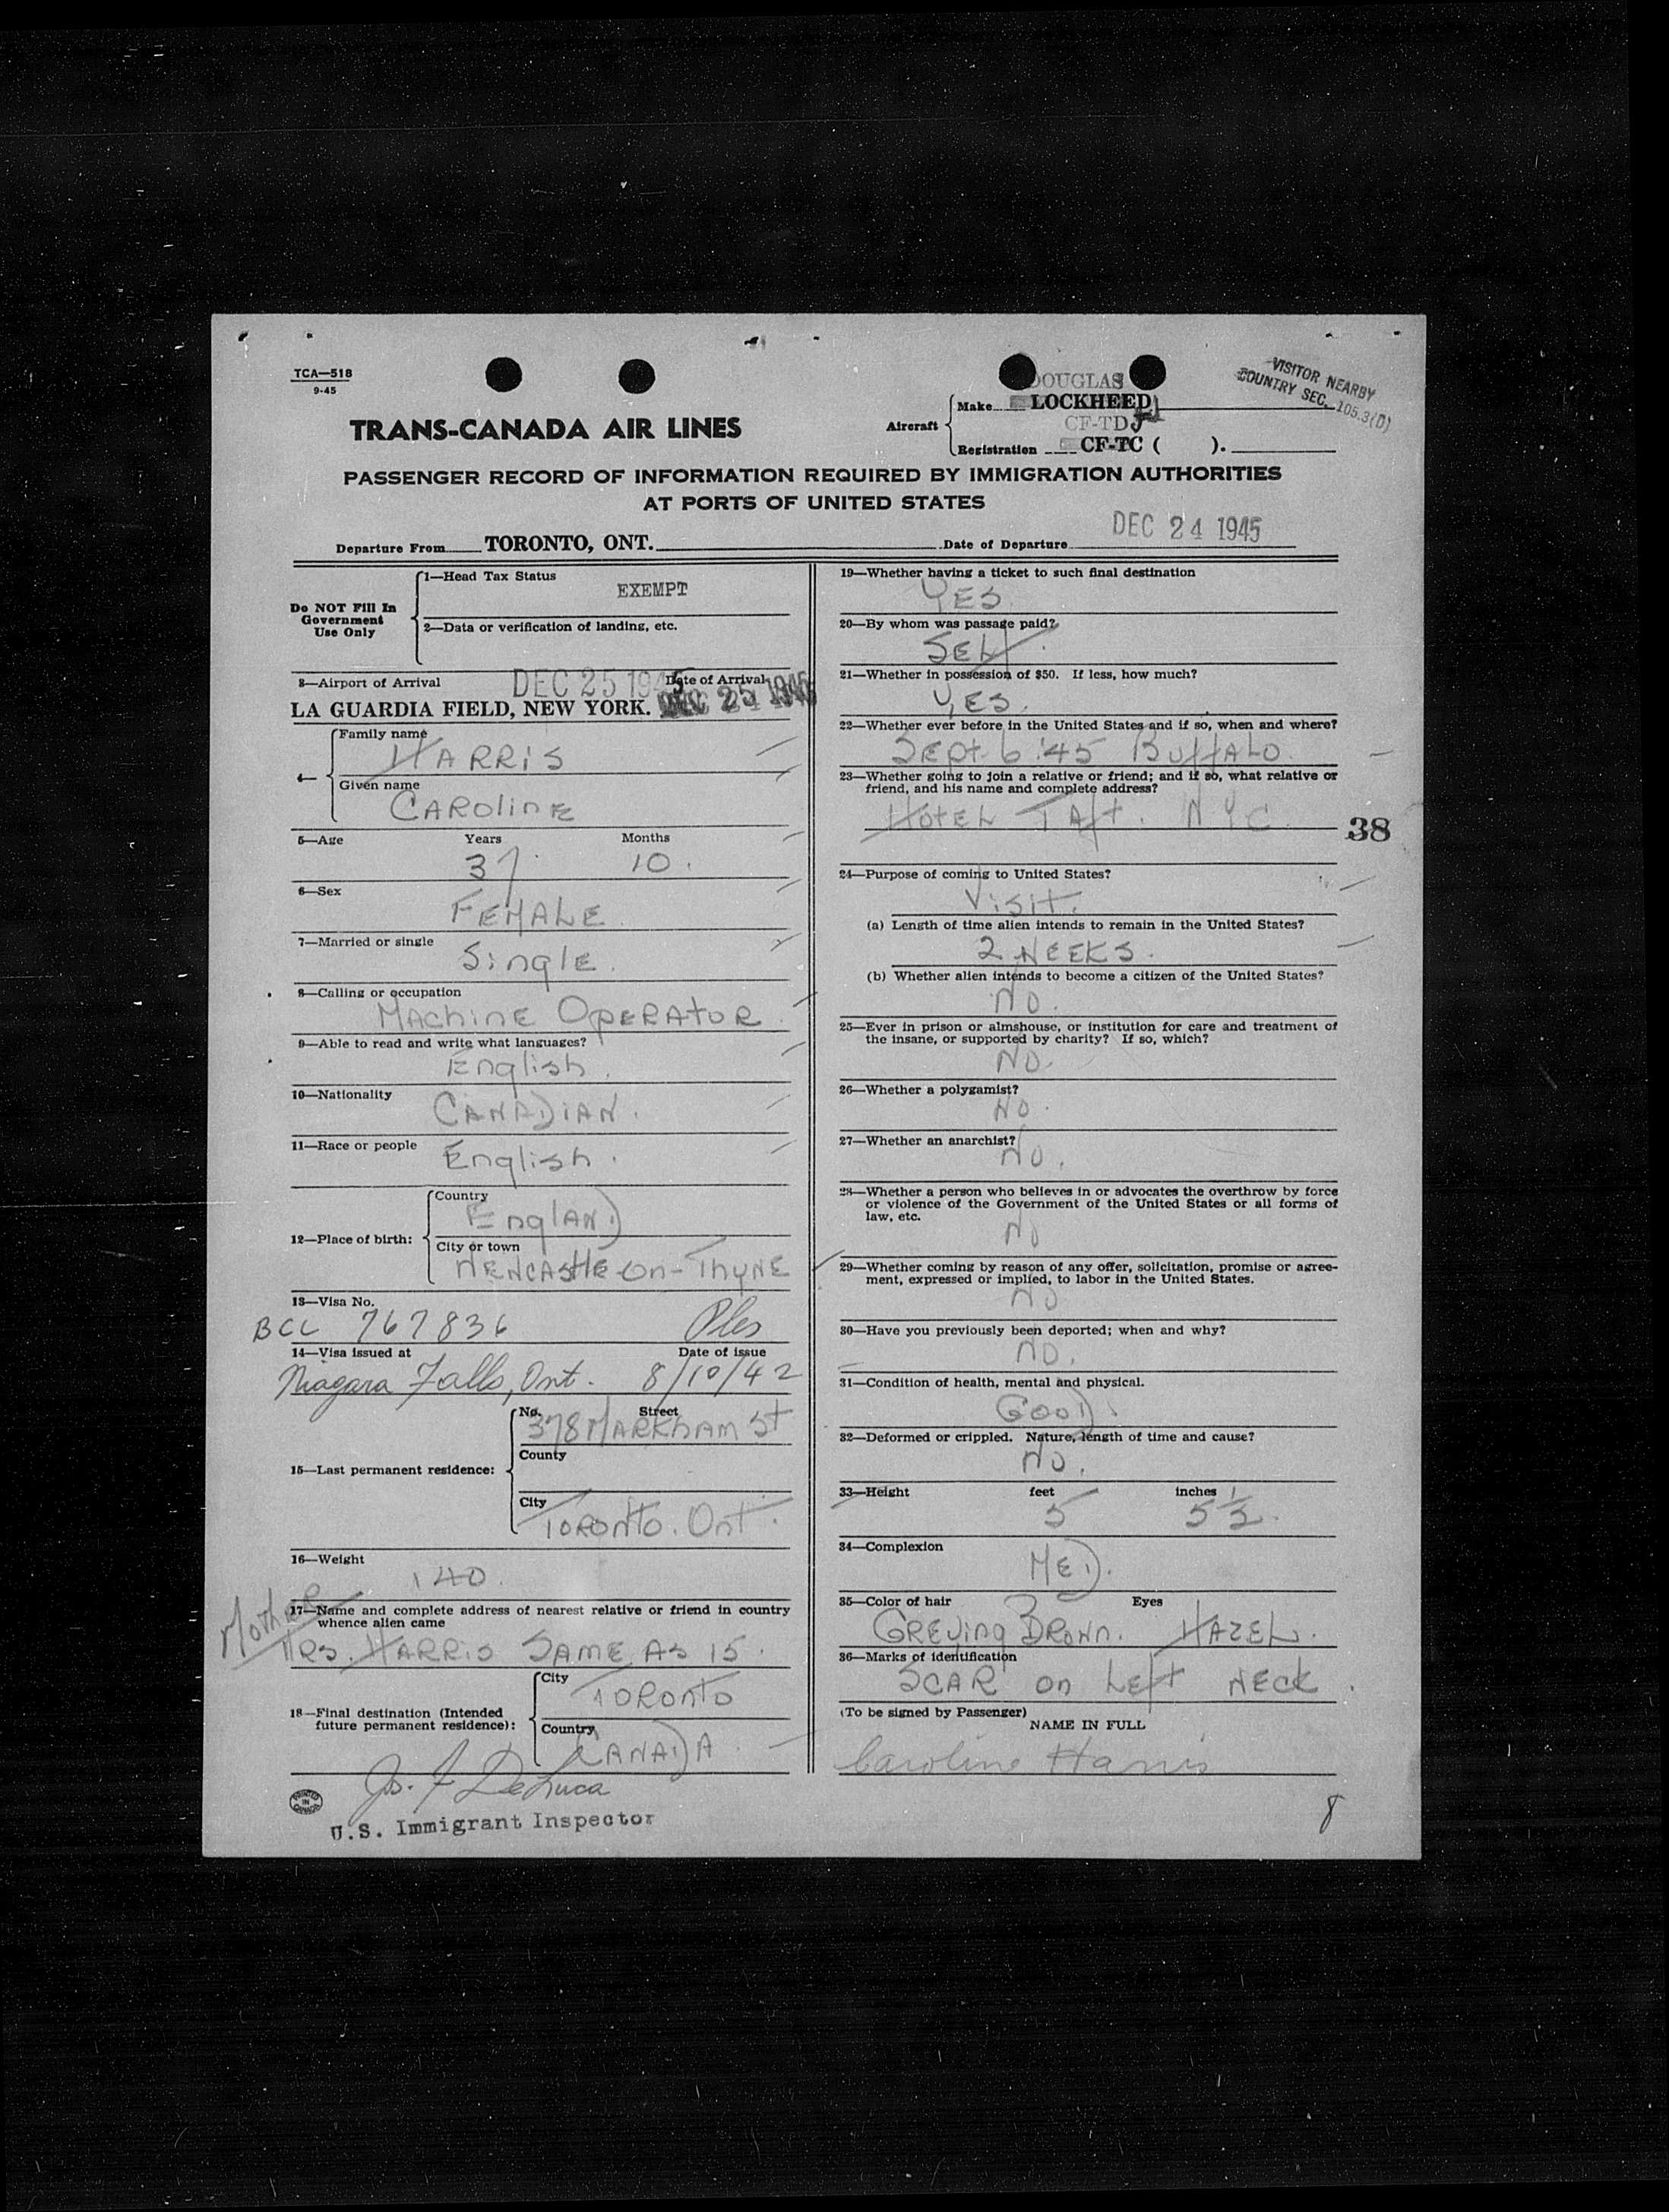 TCA—518
9-45
DOUGLAS
VISITOR NEARBY
COUNTRY SEC. 105.3(D)
Make LOCKHEED
TRANS-CANADA AIR LINES
Aircraft
CF-TDJ
Registration CF-TC ( ).
PASSENGER RECORD OF INFORMATION REQUIRED BY IMMIGRATION AUTHORITIES
AT PORTS OF UNITED STATES
DEC 24 1945
Departure From TORONTO, ONT. Date of Departure
1—Head Tax Status
EXEMPT
Do NOT Fill In
Government
Use Only
2—Data or verification of landing, etc.
3—Airport of Arrival DEC 25 1945 Date of Arrival
LA GUARDIA FIELD, NEW YORK. DEC 25 1945
4—
Family name
HARRIS
Given name
CAROLINE
5—Age Years Months
37 10.
6—Sex
FEMALE
7—Married or single
Single
8—Calling or occupation
MACHINE OPERATOR
9—Able to read and write what languages?
English
10—Nationality
CANADIAN.
11—Race or people
English.
12—Place of birth:
Country
England
City or town
NEWCASTLE-On-THYNE
13—Visa No.
BCC 767836
14—Visa issued at Date of issue
Niagara Falls, Ont. 8/10/42
15—Last permanent residence:
No. Street
378 MARKHAM St
County
City
TORONTO. Ont.
16—Weight
140.
Mother
17—Name and complete address of nearest relative or friend in country
whence alien came
MRS. HARRIS SAME AS 15.
18—Final destination (Intended
future permanent residence):
City
TORONTO
Country
CANADA
Jos. F DeLuca
U.S. Immigrant Inspector
PRINTED
IN
CANADA
19—Whether having a ticket to such final destination
YES
20—By whom was passage paid?
SELF.
21—Whether in possession of $50. If less, how much?
YES.
22—Whether ever before in the United States and if so, when and where?
Sept 6 '45 BUFFALO.
23—Whether going to join a relative or friend; and if so, what relative or
friend, and his name and complete address?
HOTEL TAFT. NYC.
38
24—Purpose of coming to United States?
Visit.
(a) Length of time alien intends to remain in the United States?
2 WEEKS.
(b) Whether alien intends to become a citizen of the United States?
NO.
25—Ever in prison or almshouse, or institution for care and treatment of
the insane, or supported by charity? If so, which?
NO.
26—Whether a polygamist?
NO.
27—Whether an anarchist?
NO.
28—Whether a person who believes in or advocates the overthrow by force
or violence of the Government of the United States or all forms of
law, etc.
NO
29—Whether coming by reason of any offer, solicitation, promise or agree-
ment, expressed or implied, to labor in the United States.
NO
30—Have you previously been deported; when and why?
NO.
31—Condition of health, mental and physical.
GOOD.
32—Deformed or crippled. Nature, length of time and cause?
NO.
33—Height feet inches
5 5 1/2.
34—Complexion
MED.
35—Color of hair Eyes
GREYING BROWN. HAZEL.
36—Marks of identification
SCAR on LEFT NECK.
(To be signed by Passenger)
NAME IN FULL
Caroline Harris
8